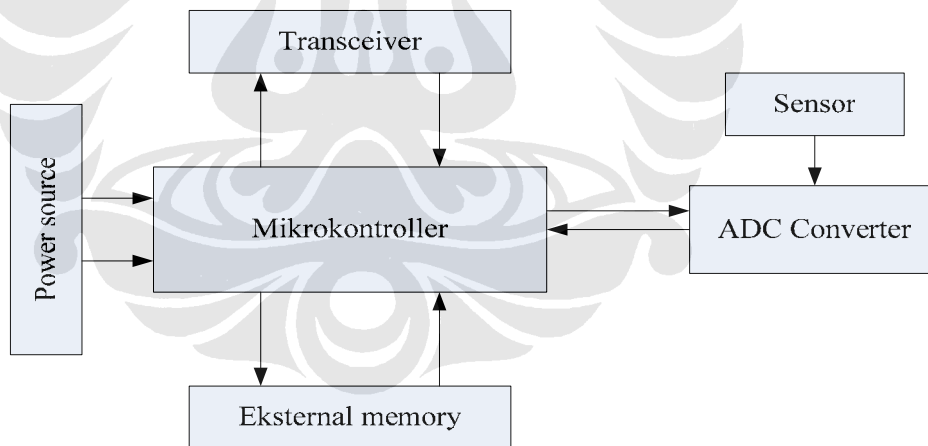 Transceiver
Sensor
Power source
Mikrokontroller
ADC Converter
Eksternal memory